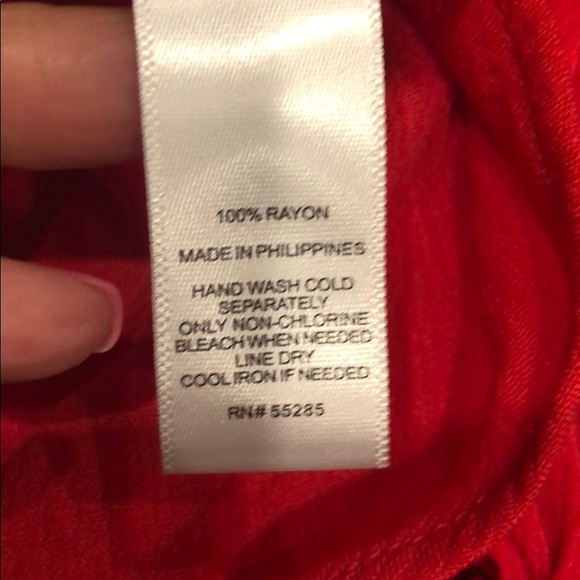 100% RAYON
MADE IN PHILIPPINES
HAND WASH COLD
SEPARATELY
ONLY NON-CHLORINE
BLEACH WHEN NEEDED
LINE DRY
COOL IRON IF NEEDED
RN# 55285